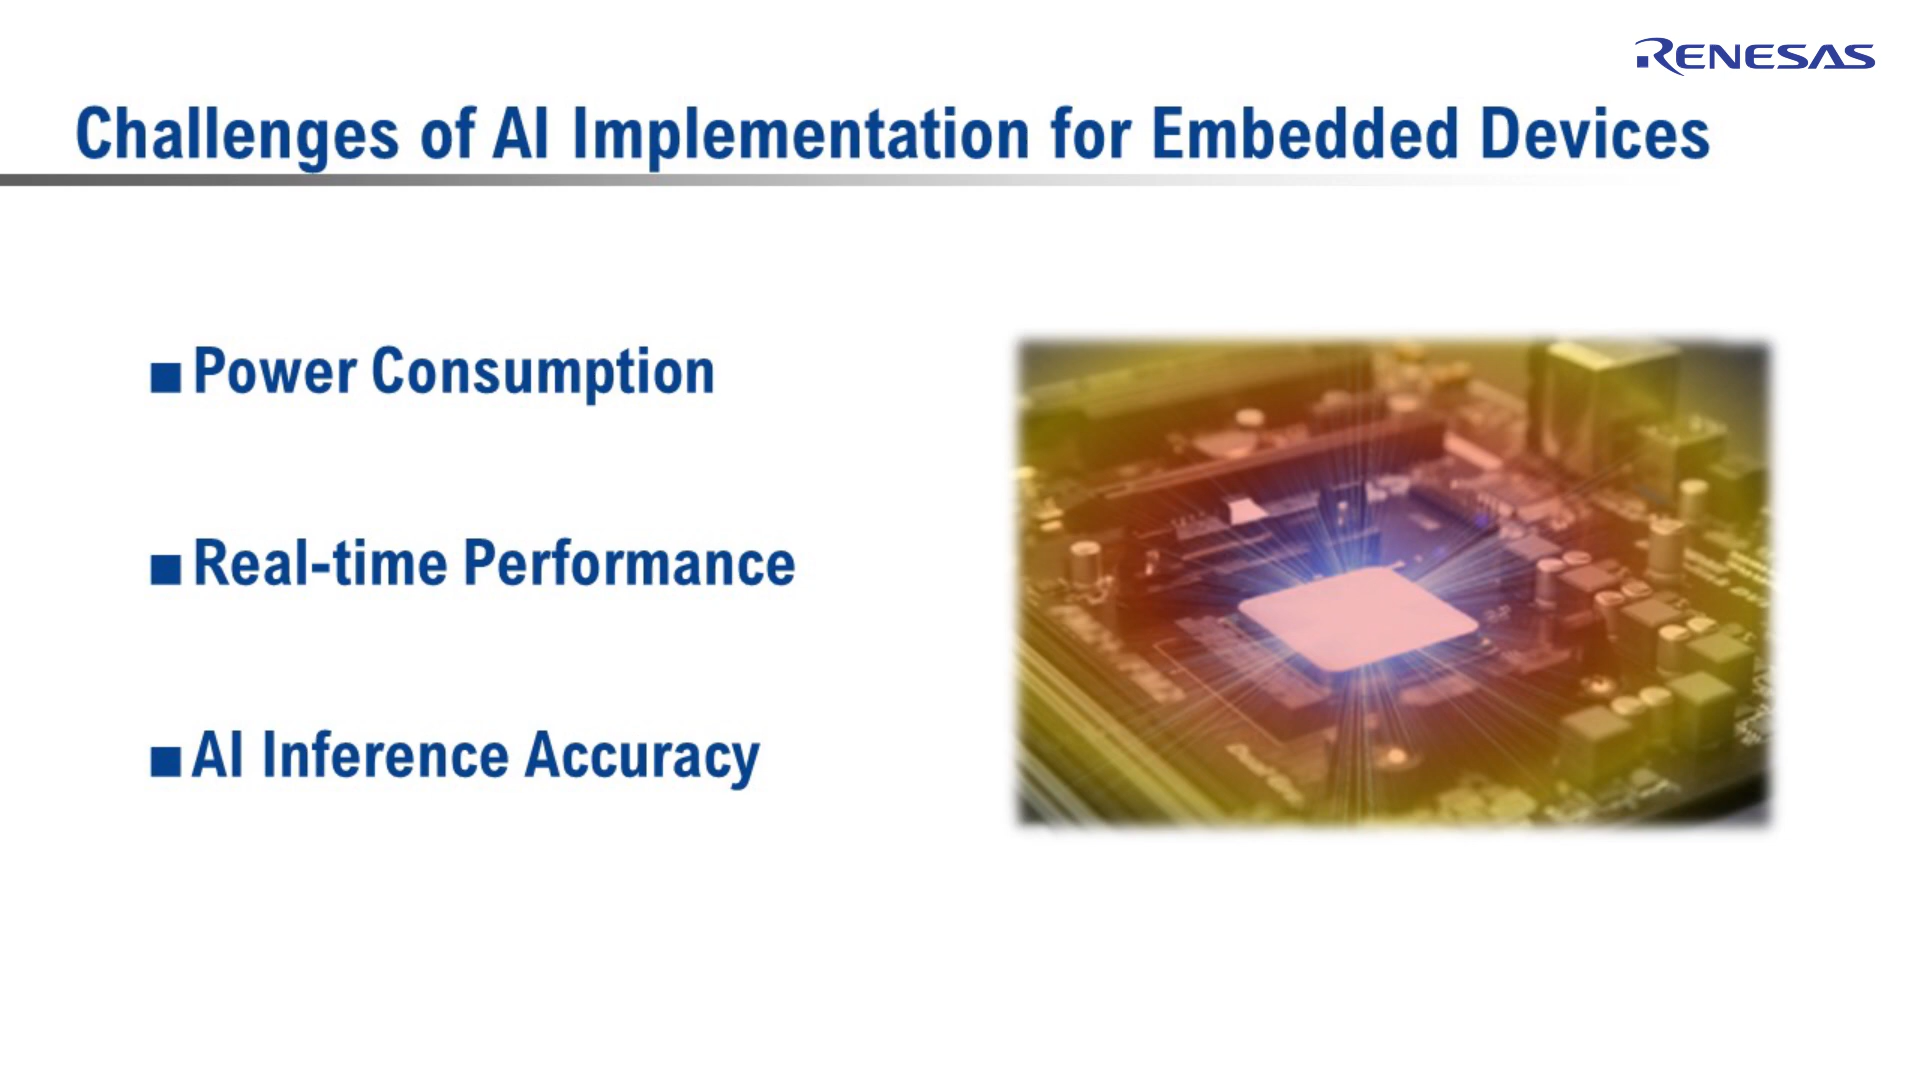 RENESAS
Challenges of AI Implementation for Embedded Devices
■ Power Consumption
■ Real-time Performance
■ AI Inference Accuracy